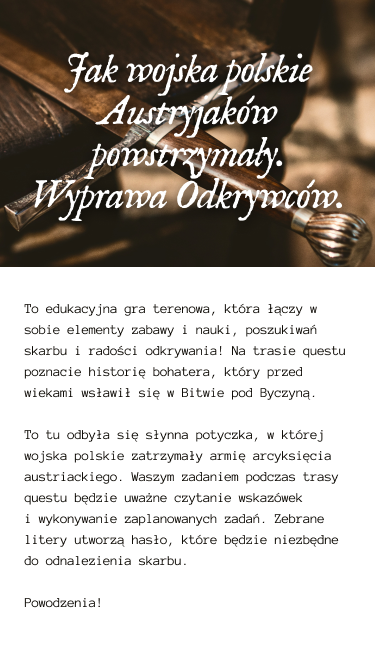 Jak wojska polskie
Austryjaków
powstrzymały.
Wyprawa Odkrywców.
To edukacyjna gra terenowa, która łączy w
sobie elementy zabawy i nauki, poszukiwań
skarbu i radości odkrywania! Na trasie questu
poznacie historię bohatera, który przed
wiekami wsławił się w Bitwie pod Byczyną.
To tu odbyła się słynna potyczka, w której
wojska polskie zatrzymały armię arcyksięcia
austriackiego. Waszym zadaniem podczas trasy
questu będzie uważne czytanie wskazówek
i wykonywanie zaplanowanych zadań. Zebrane
litery utworzą hasło, które będzie niezbędne
do odnalezienia skarbu.
Powodzenia!